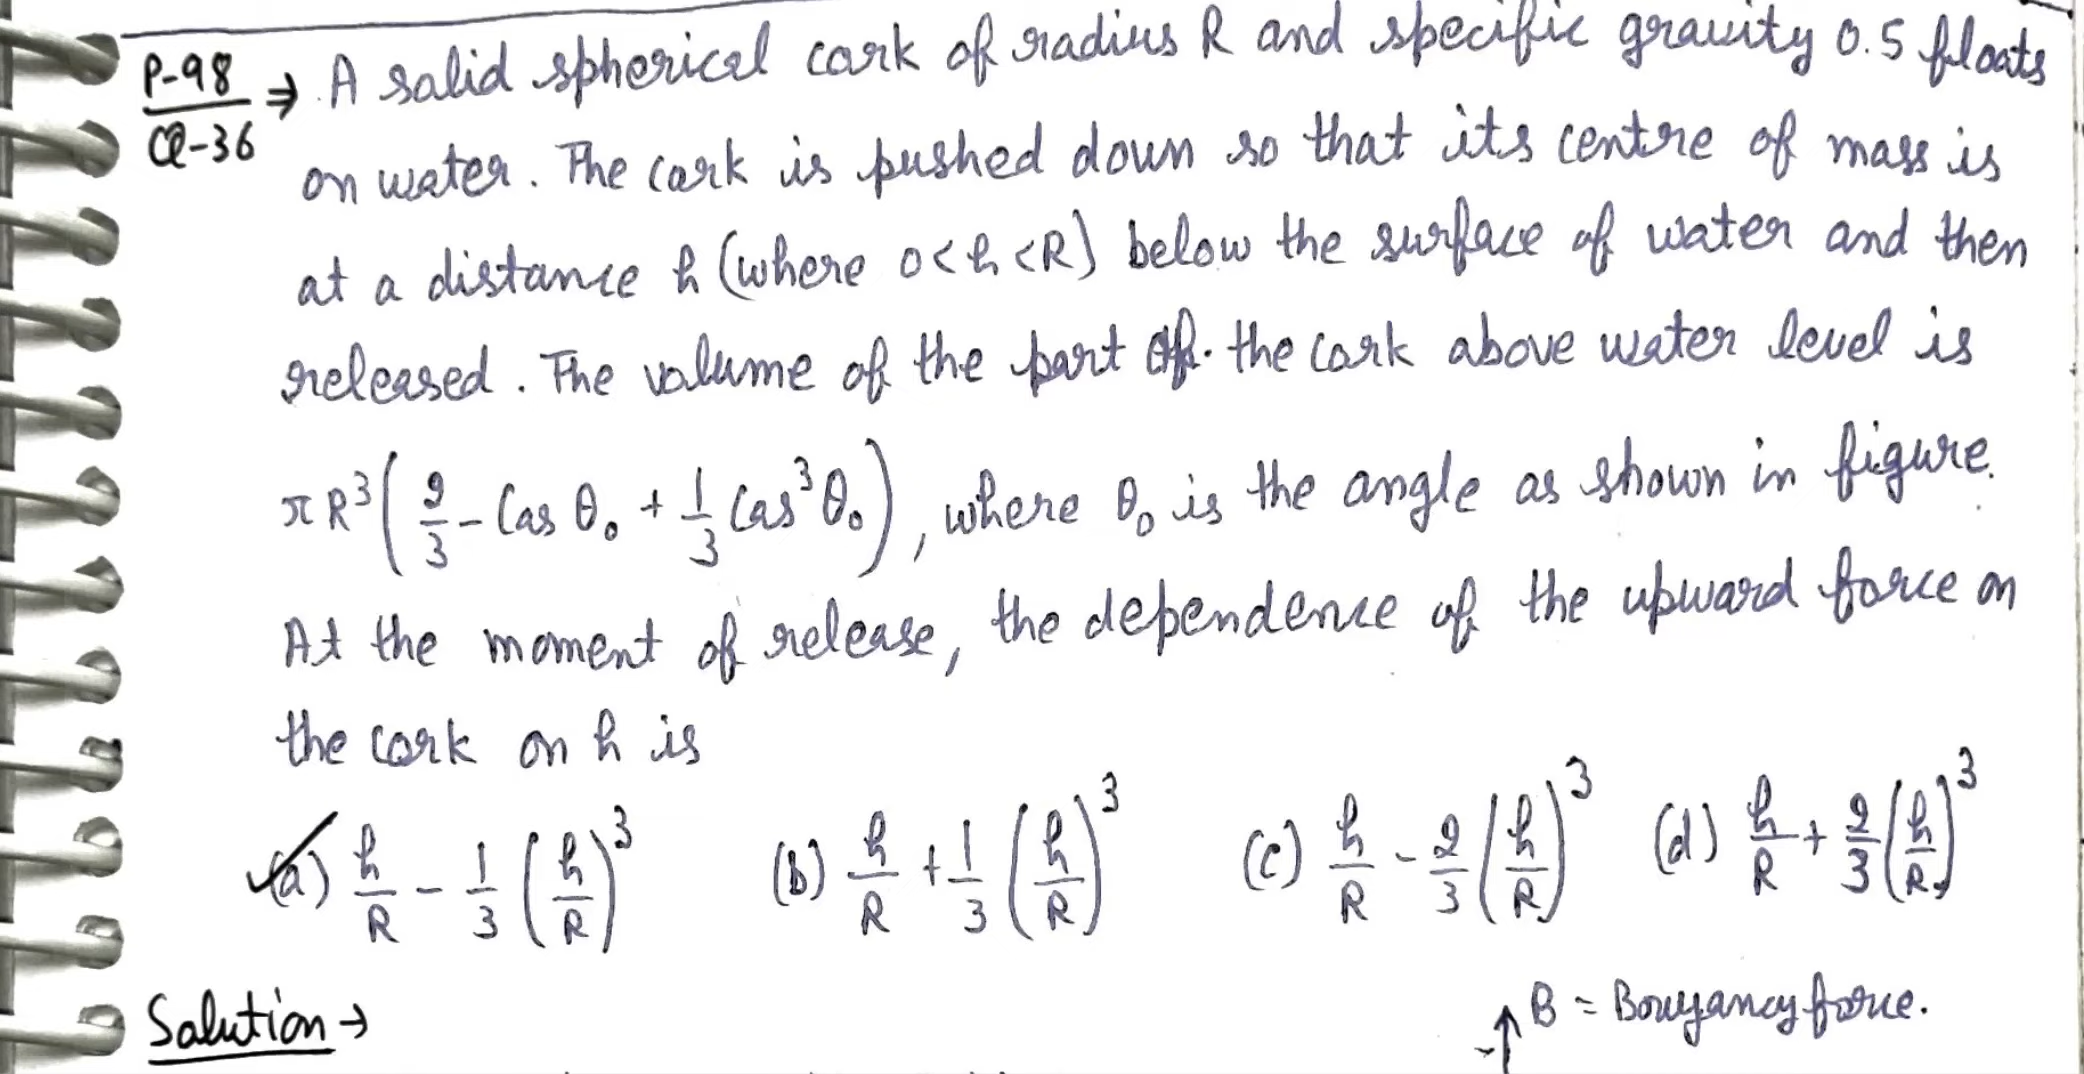 P-98 / CQ-36 → A solid spherical cork of radius R and specific gravity 0.5 floats
on water. The cork is pushed down so that its centre of mass is
at a distance h (where 0<h<R) below the surface of water and then
released. The volume of the part of the cork above water level is
πR³(2/3 - Cos θ₀ + 1/3 Cos³θ₀), where θ₀ is the angle as shown in figure.
At the moment of release, the dependence of the upward force on
the cork on h is
(a) h/R - 1/3 (h/R)³ (b) h/R + 1/3 (h/R)³ (c) h/R - 2/3 (h/R)³ (d) h/R + 2/3 (h/R)³
Solution →
↑ B = Bouyancy force.